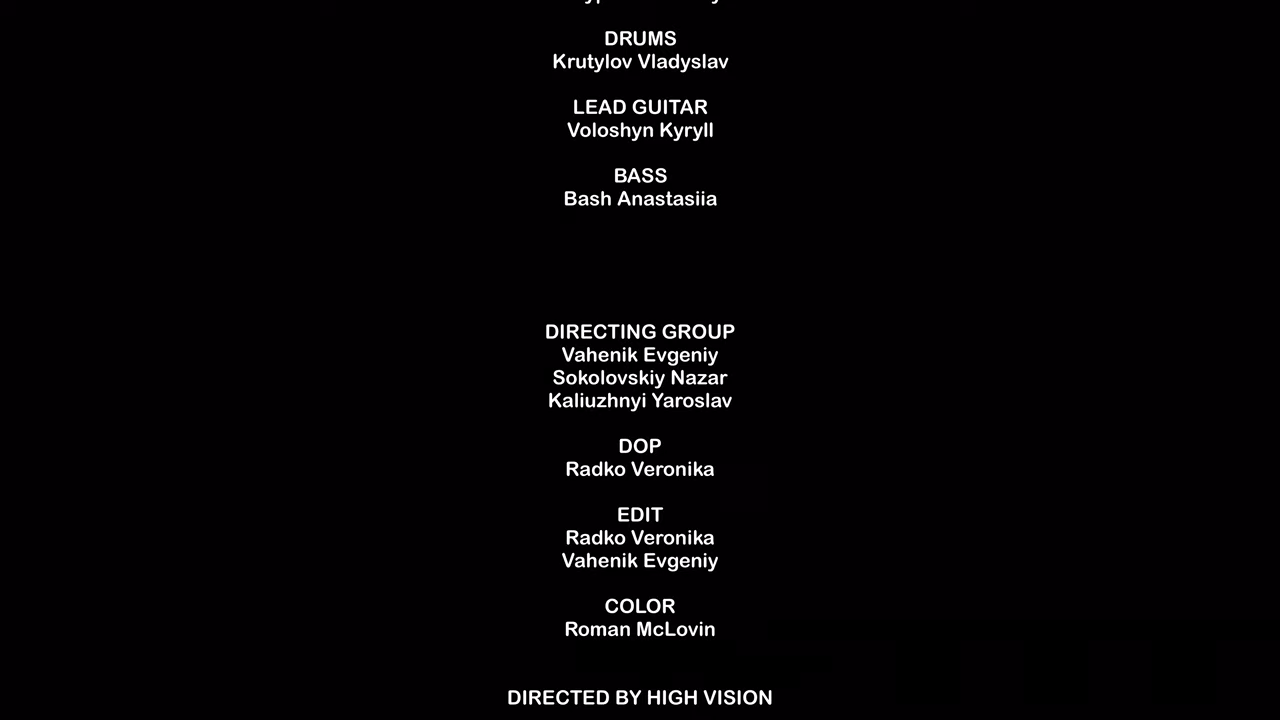 DRUMS
Krutylov Vladyslav
LEAD GUITAR
Voloshyn Kyryll
BASS
Bash Anastasiia
DIRECTING GROUP
Vahenik Evgeniy
Sokolovskiy Nazar
Kaliuzhnyi Yaroslav
DOP
Radko Veronika
EDIT
Radko Veronika
Vahenik Evgeniy
COLOR
Roman McLovin
DIRECTED BY HIGH VISION